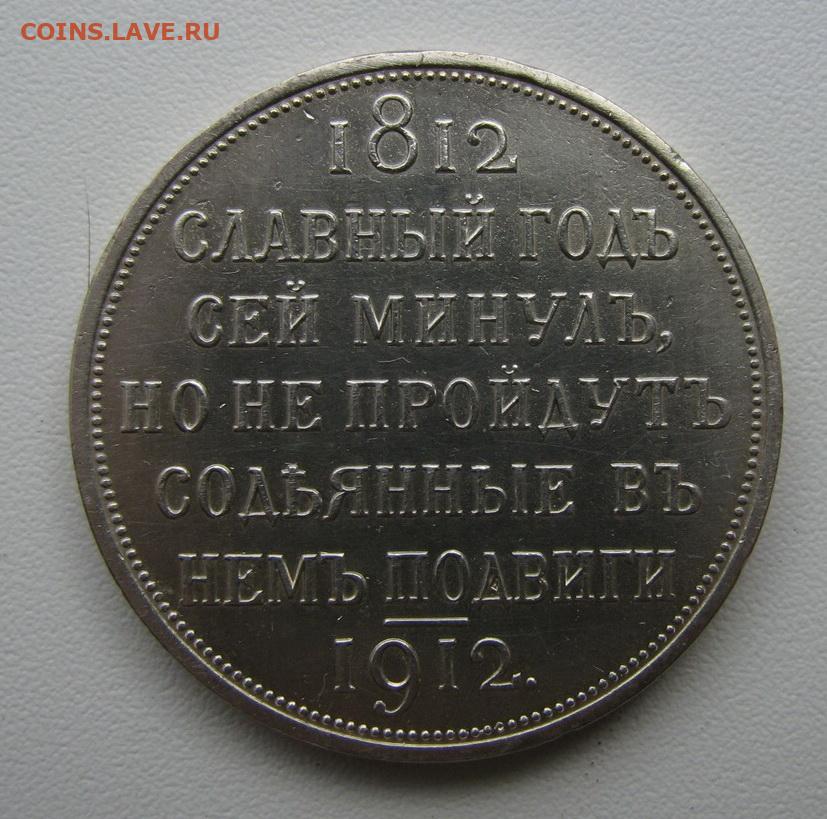 COINS.LAVE.RU
1812
СЛАВНЫЙ ГОДЪ
СЕЙ МИНУЛЪ,
НО НЕ ПРОЙДУТЪ
СОДѢЯННЫЕ ВЪ
НЕМЪ ПОДВИГИ
1912.